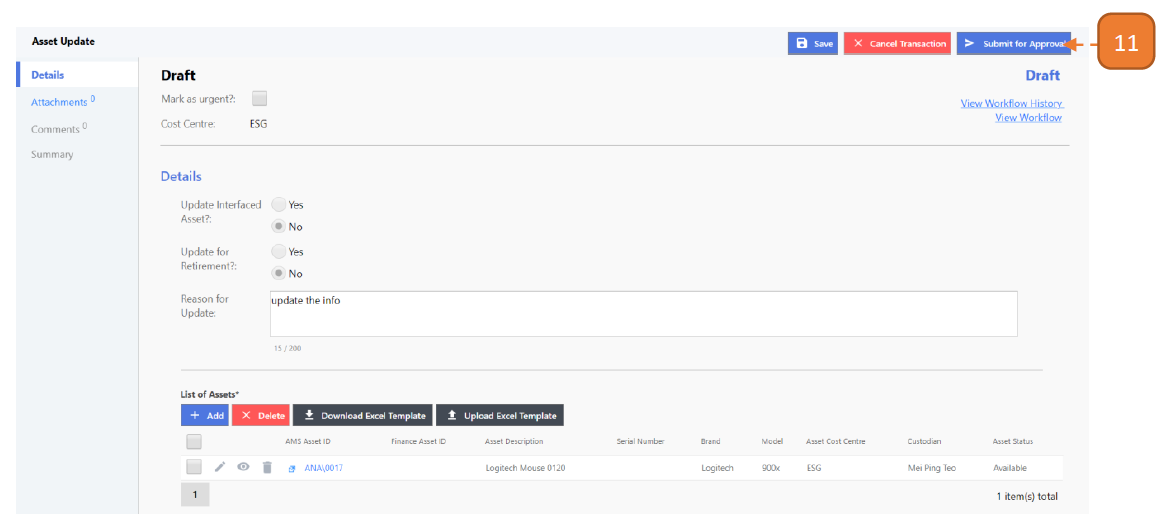 Asset Update
Save
Cancel Transaction
Submit for Approval
11
Details
Attachments 0
Comments 0
Summary
Draft
Draft
Mark as urgent?:
View Workflow History
Cost Centre: ESG
View Workflow
Details
Update Interfaced Yes
Asset?:
No
Update for Yes
Retirement?:
No
Reason for update the info
Update:
15 / 200
List of Assets*
Add Delete Download Excel Template Upload Excel Template
AMS Asset ID Finance Asset ID Asset Description Serial Number Brand Model Asset Cost Centre Custodian Asset Status
ANA\0017 Logitech Mouse 0120 Logitech 900x ESG Mei Ping Teo Available
1
1 item(s) total